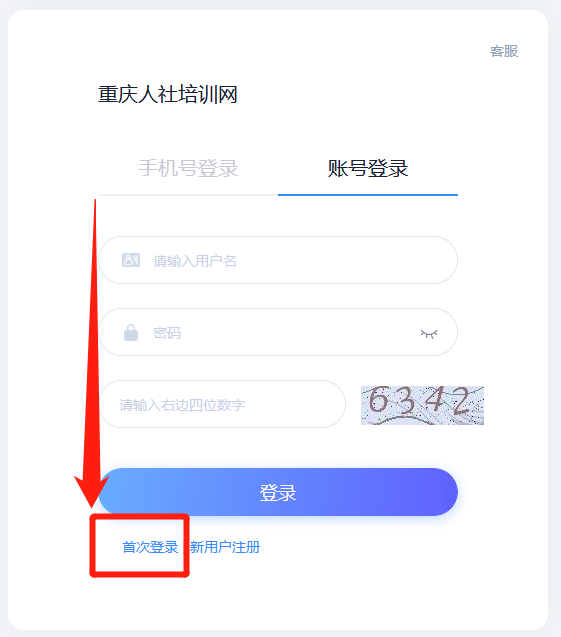 客服
重庆人社培训网
手机号登录 账号登录
请输入用户名
密码
请输入右边四位数字 6342
登录
首次登录 新用户注册